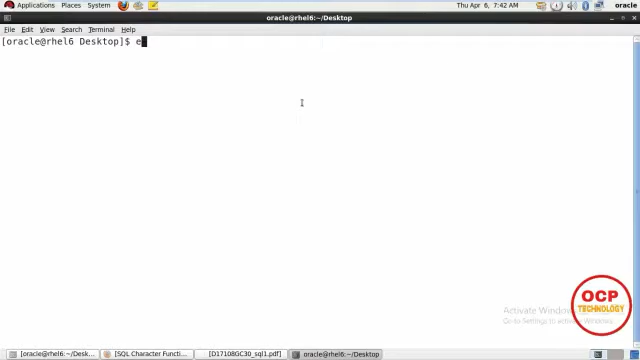 Applications Places System
Thu Apr 6, 7:42 AM
oracle
oracle@rhel6:~/Desktop
File Edit View Search Terminal Help
[oracle@rhel6 Desktop]$ e
OCP
TECHNOLOGY
Activate Windows
Go to Settings to activate Windows.
[oracle@rhel6:~/Desk...
[SQL Character Functi...
[D17108GC30_sql1.pdf]
oracle@rhel6:~/Desktop